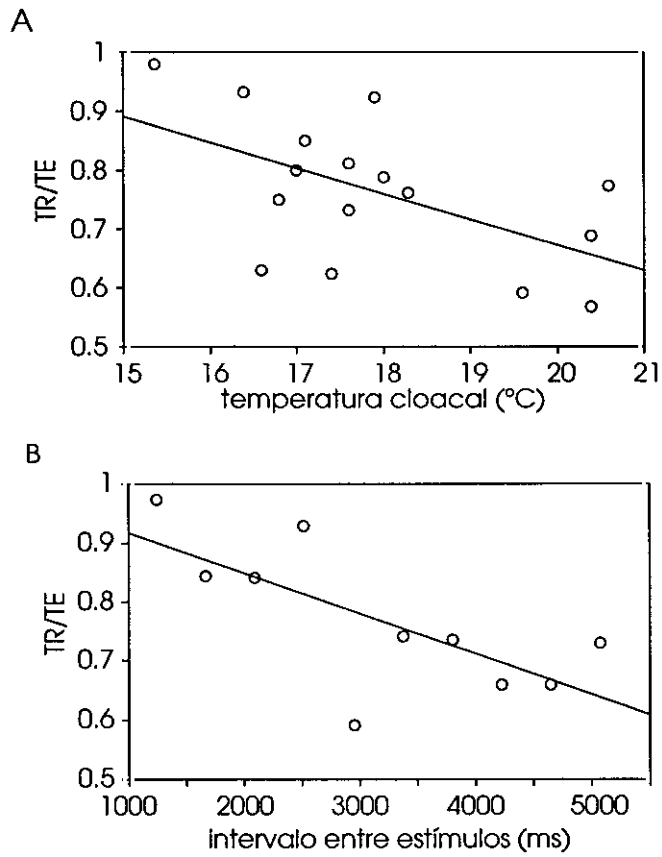 A
1
0.9
0.8
0.7
0.6
0.5
TR/TE
15 16 17 18 19 20 21
temperatura cloacal (°C)
B
1
0.9
0.8
0.7
0.6
0.5
TR/TE
1000 2000 3000 4000 5000
intervalo entre estímulos (ms)